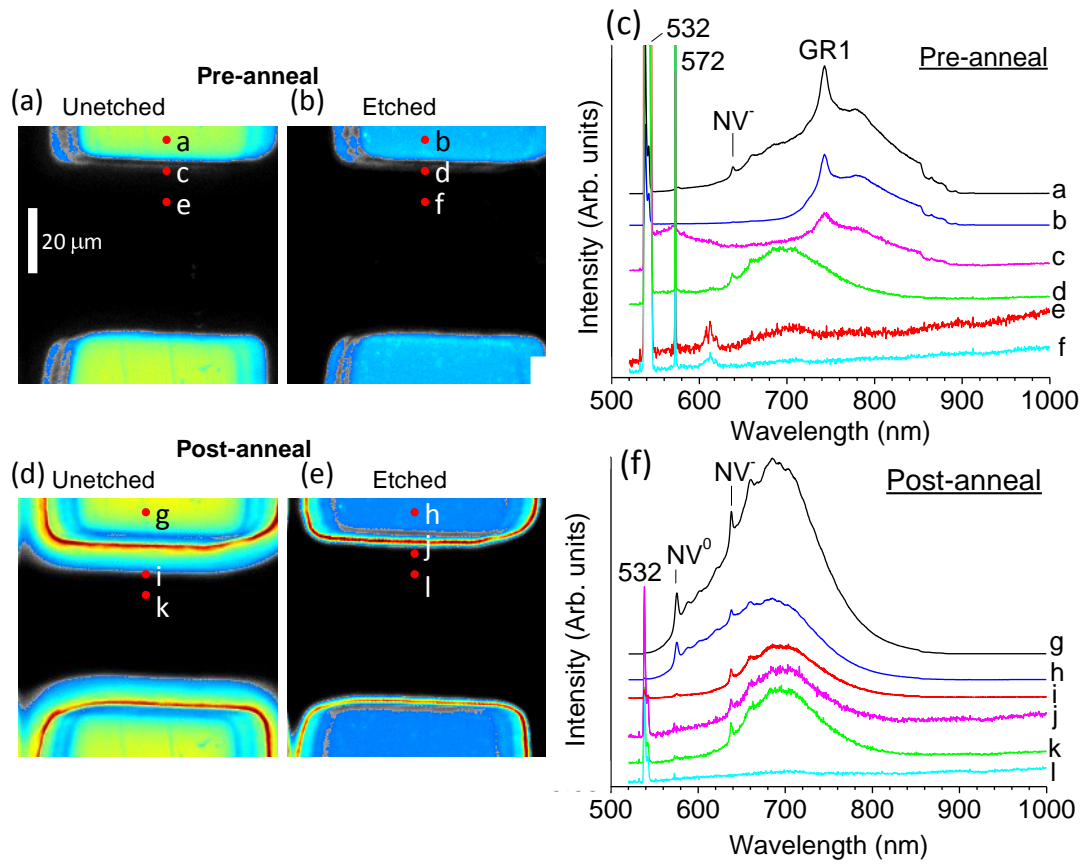 Pre-anneal
(a) Unetched (b) Etched
a b
c d
e f
20 μm
(c)
532
572
GR1
Pre-anneal
NV-
a
b
c
d
e
f
Intensity (Arb. units)
500 600 700 800 900 1000
Wavelength (nm)
Post-anneal
(d) Unetched (e) Etched
g h
i j
k l
(f)
NV-
Post-anneal
NV0
532
g
h
i
j
k
l
Intensity (Arb. units)
500 600 700 800 900 1000
Wavelength (nm)